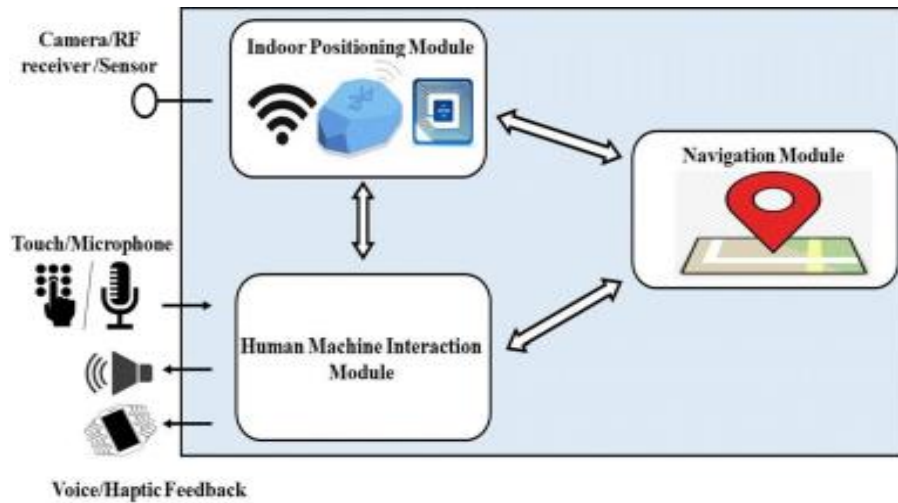 Camera/RF
receiver/Sensor
Indoor Positioning Module
Navigation Module
Touch/Microphone
Human Machine Interaction
Module
Voice/Haptic Feedback